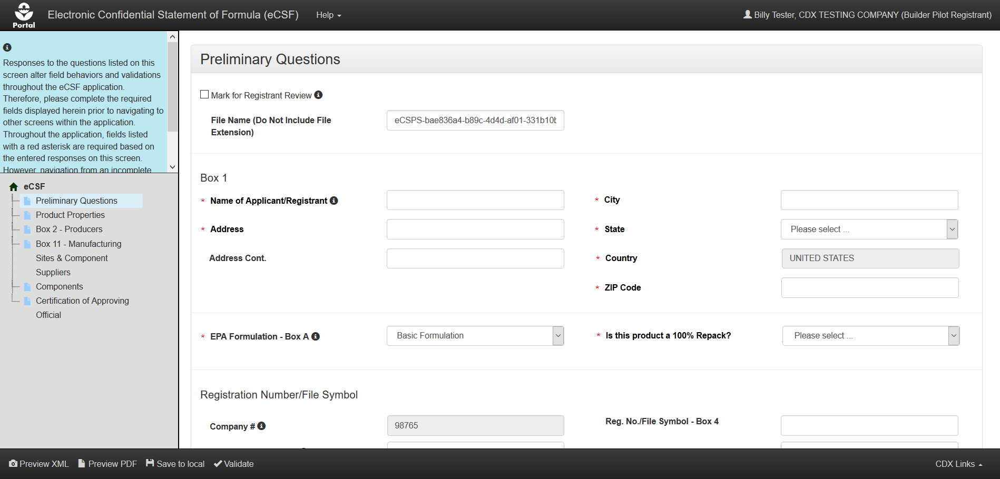 Portal
Electronic Confidential Statement of Formula (eCSF)
Help
Billy Tester, CDX TESTING COMPANY (Builder Pilot Registrant)
Responses to the questions listed on this
screen alter field behaviors and validations
throughout the eCSF application.
Therefore, please complete the required
fields displayed herein prior to navigating to
other screens within the application.
Throughout the application, fields listed
with a red asterisk are required based on
the entered responses on this screen.
However, navigation from an incomplete
eCSF
Preliminary Questions
Product Properties
Box 2 - Producers
Box 11 - Manufacturing
Sites & Component
Suppliers
Components
Certification of Approving
Official
Preliminary Questions
Mark for Registrant Review
File Name (Do Not Include File
Extension)
eCSPS-bae836a4-b89c-4d4d-af01-331b10b
Box 1
* Name of Applicant/Registrant
* City
* Address
* State
Please select ...
Address Cont.
* Country
UNITED STATES
* ZIP Code
* EPA Formulation - Box A
Basic Formulation
* Is this product a 100% Repack?
Please select ...
Registration Number/File Symbol
Company #
98765
Reg. No./File Symbol - Box 4
Preview XML
Preview PDF
Save to local
Validate
CDX Links